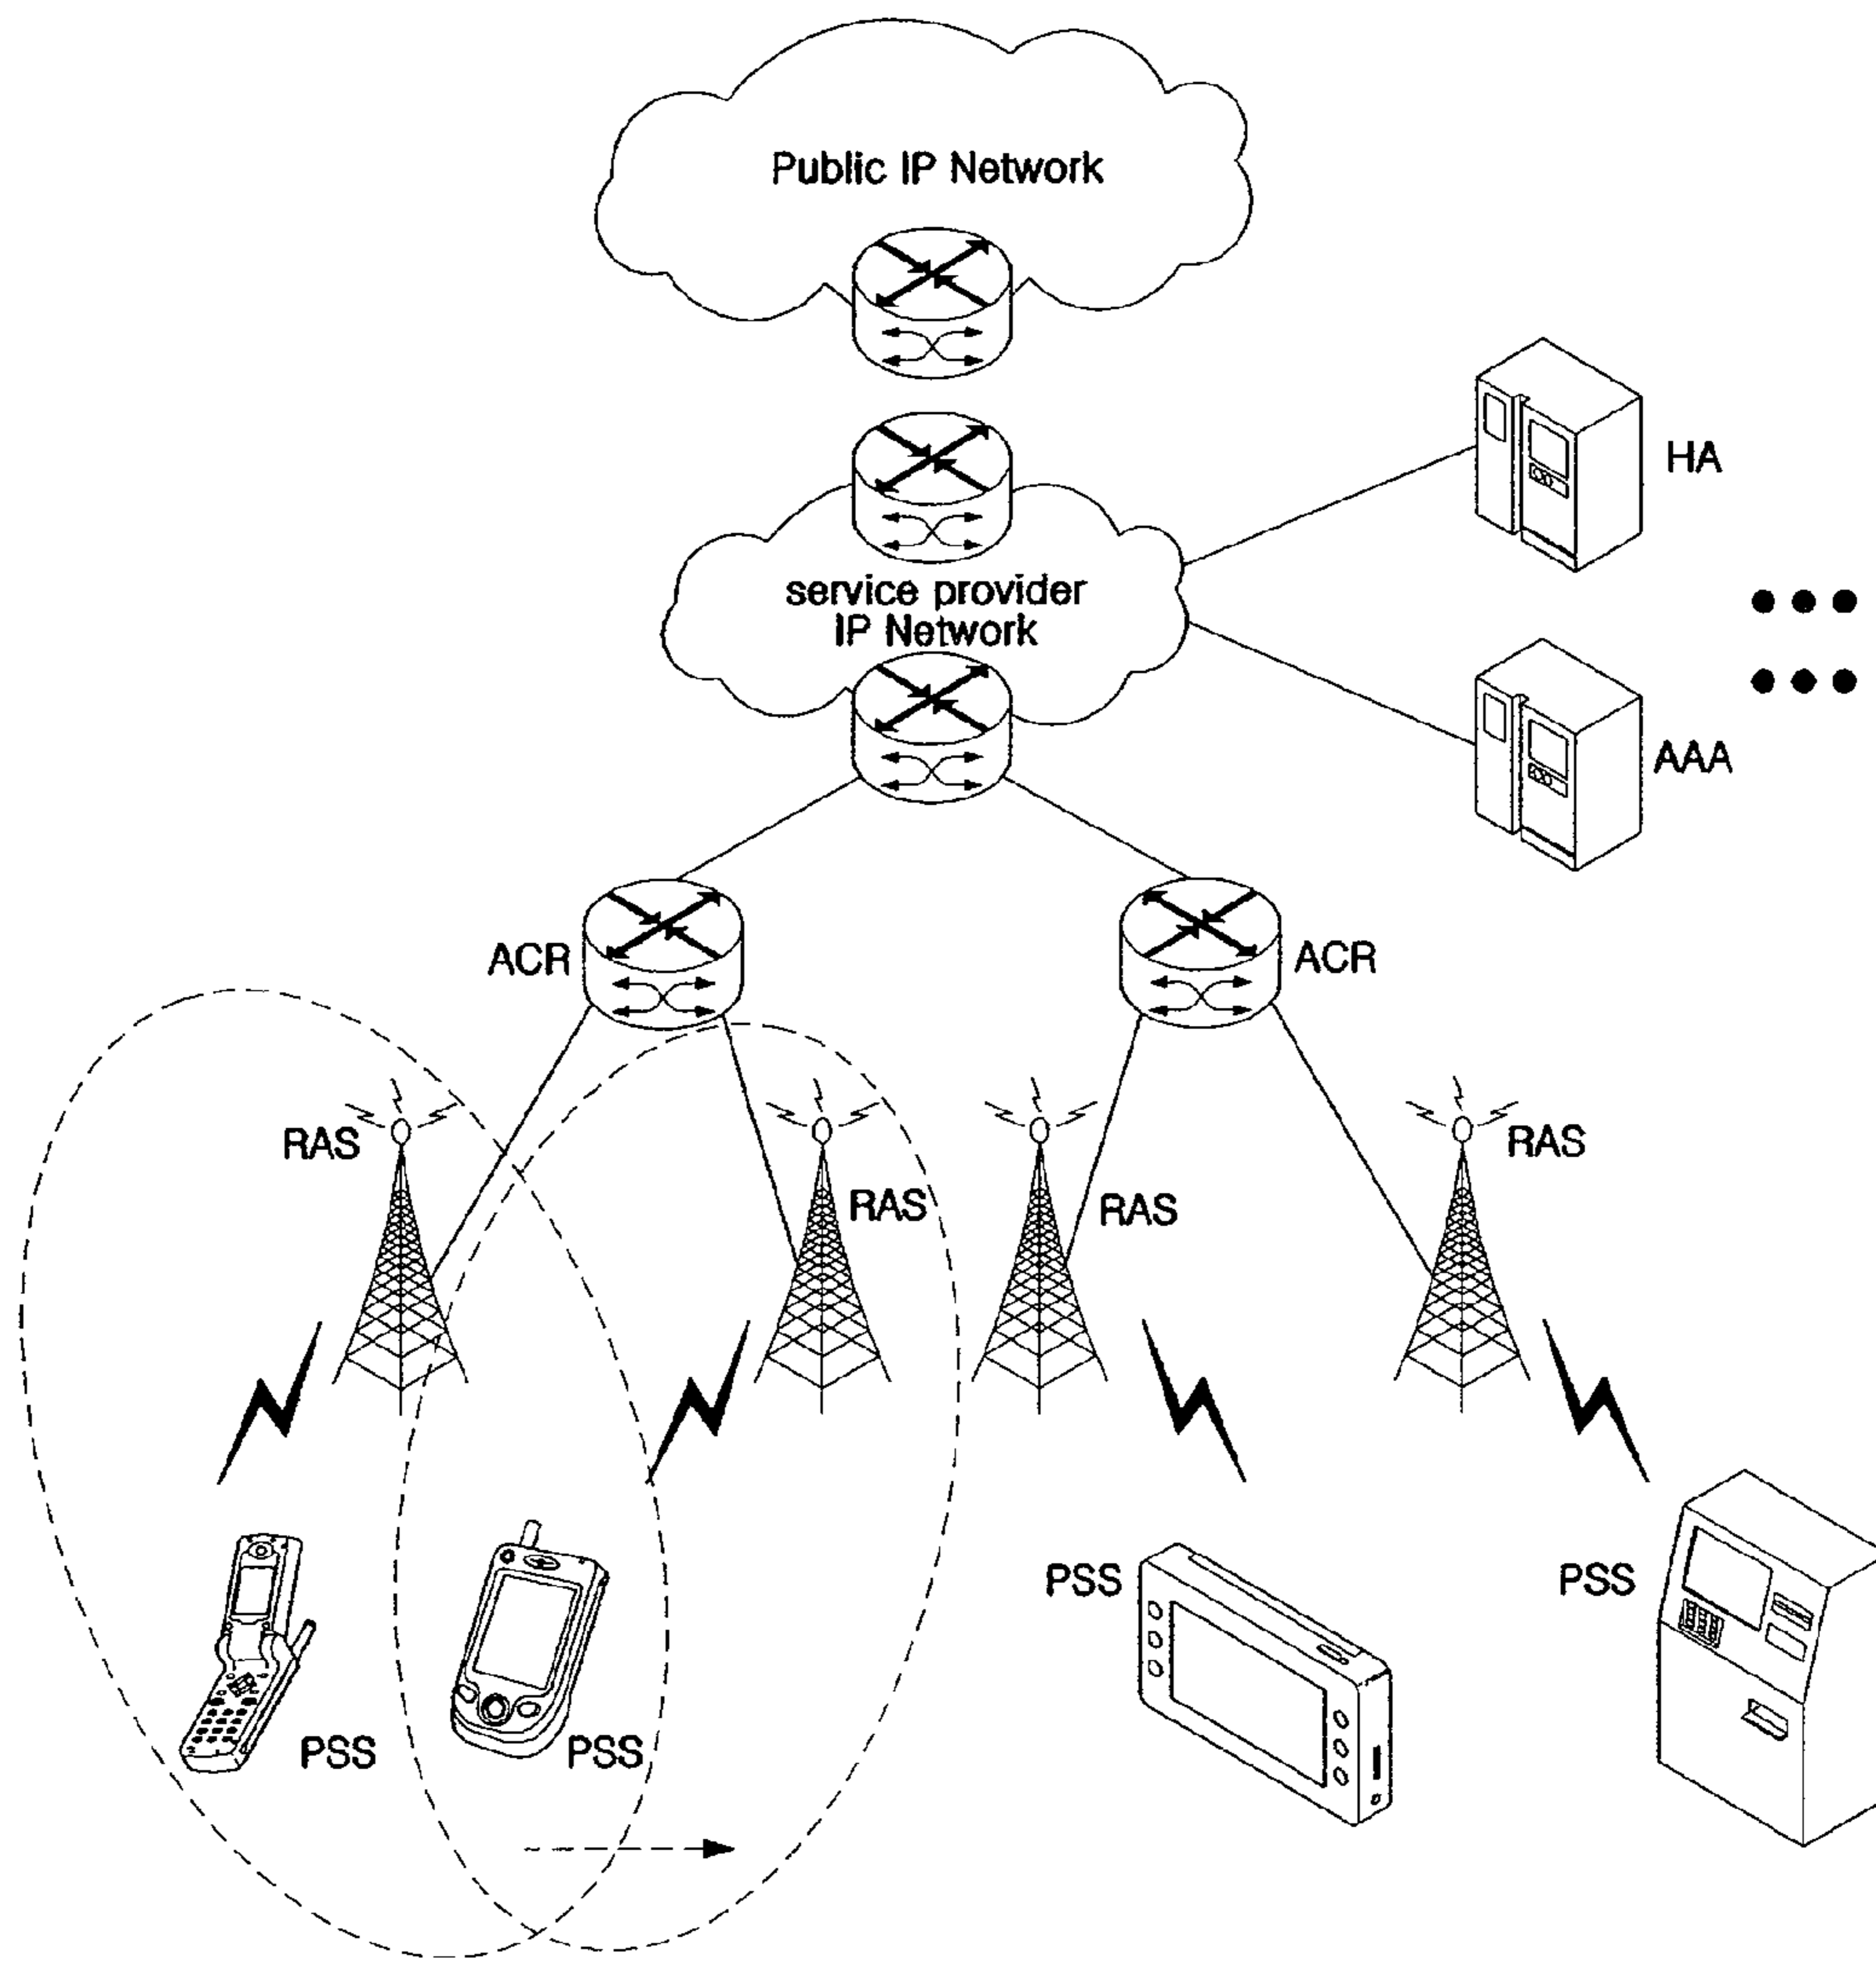 Public IP Network
HA
service provider
IP Network
AAA
ACR
ACR
RAS
RAS
RAS
RAS
PSS
PSS
PSS
PSS